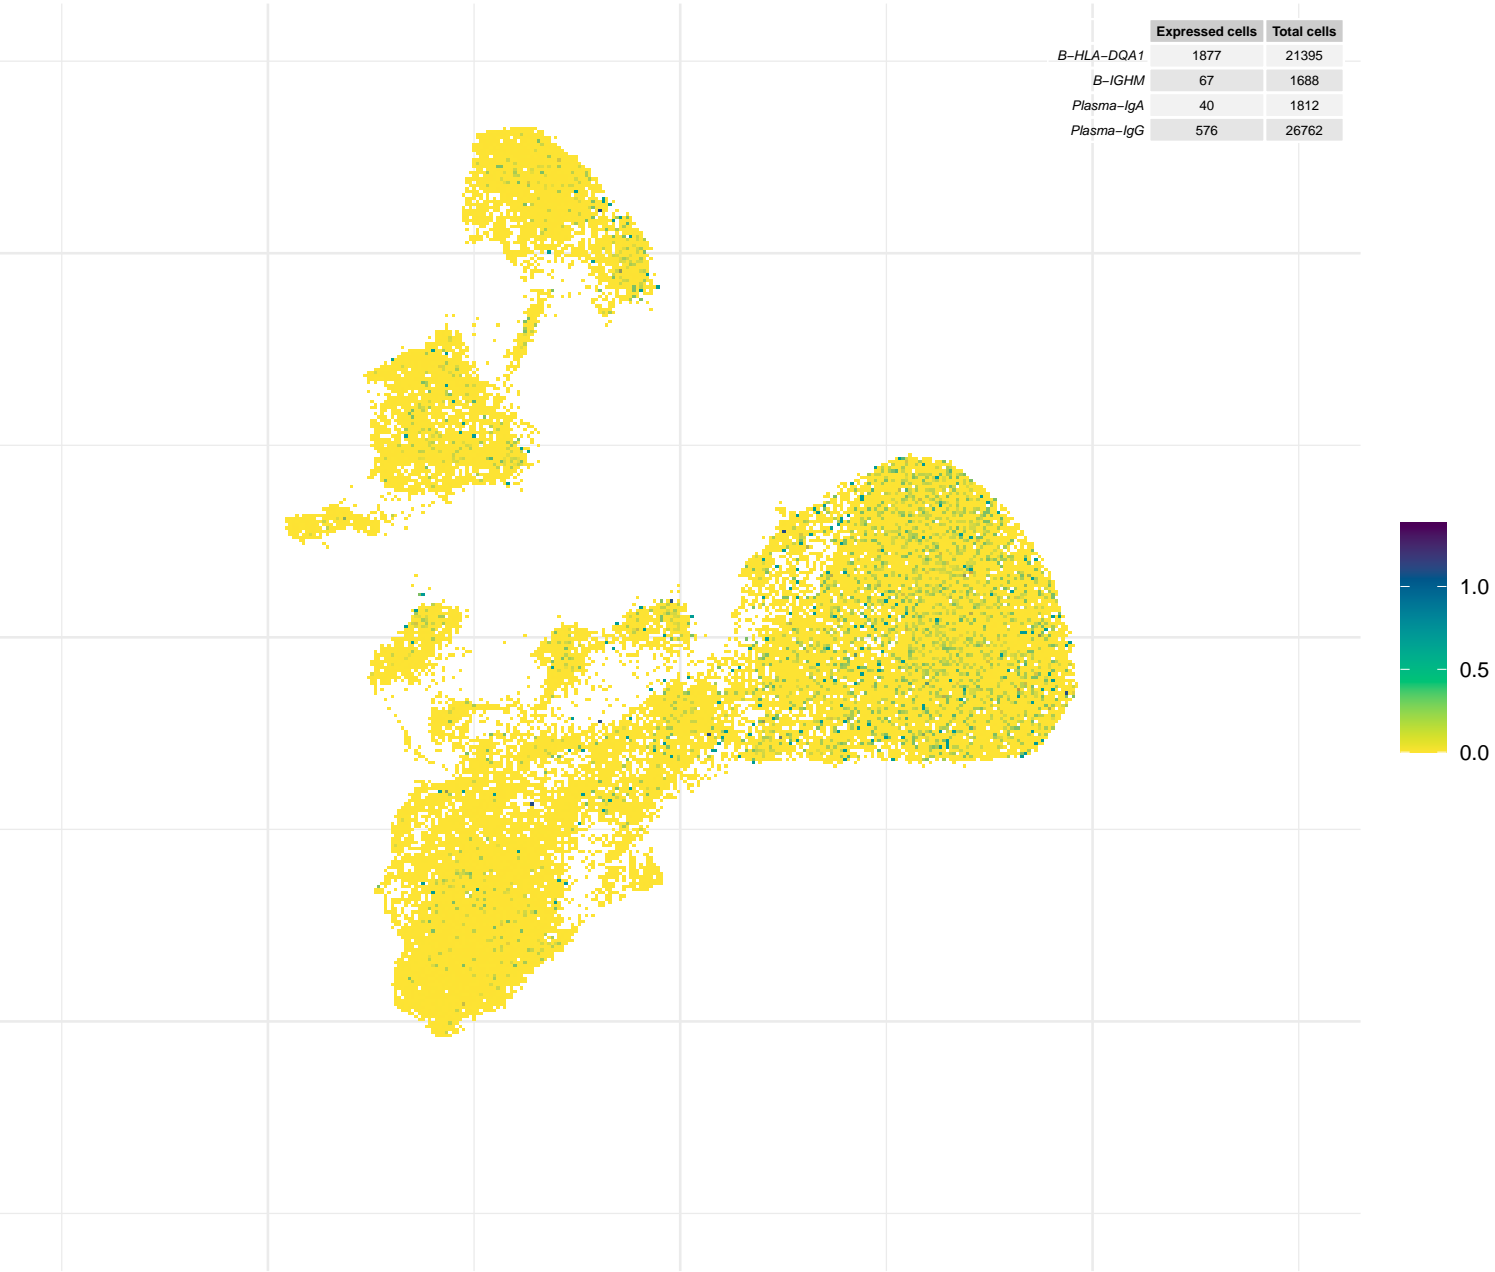 Expressed cells Total cells
B−HLA−DQA1 1877 21395
B−IGHM 67 1688
Plasma−IgA 40 1812
Plasma−IgG 576 26762
1.0
0.5
0.0